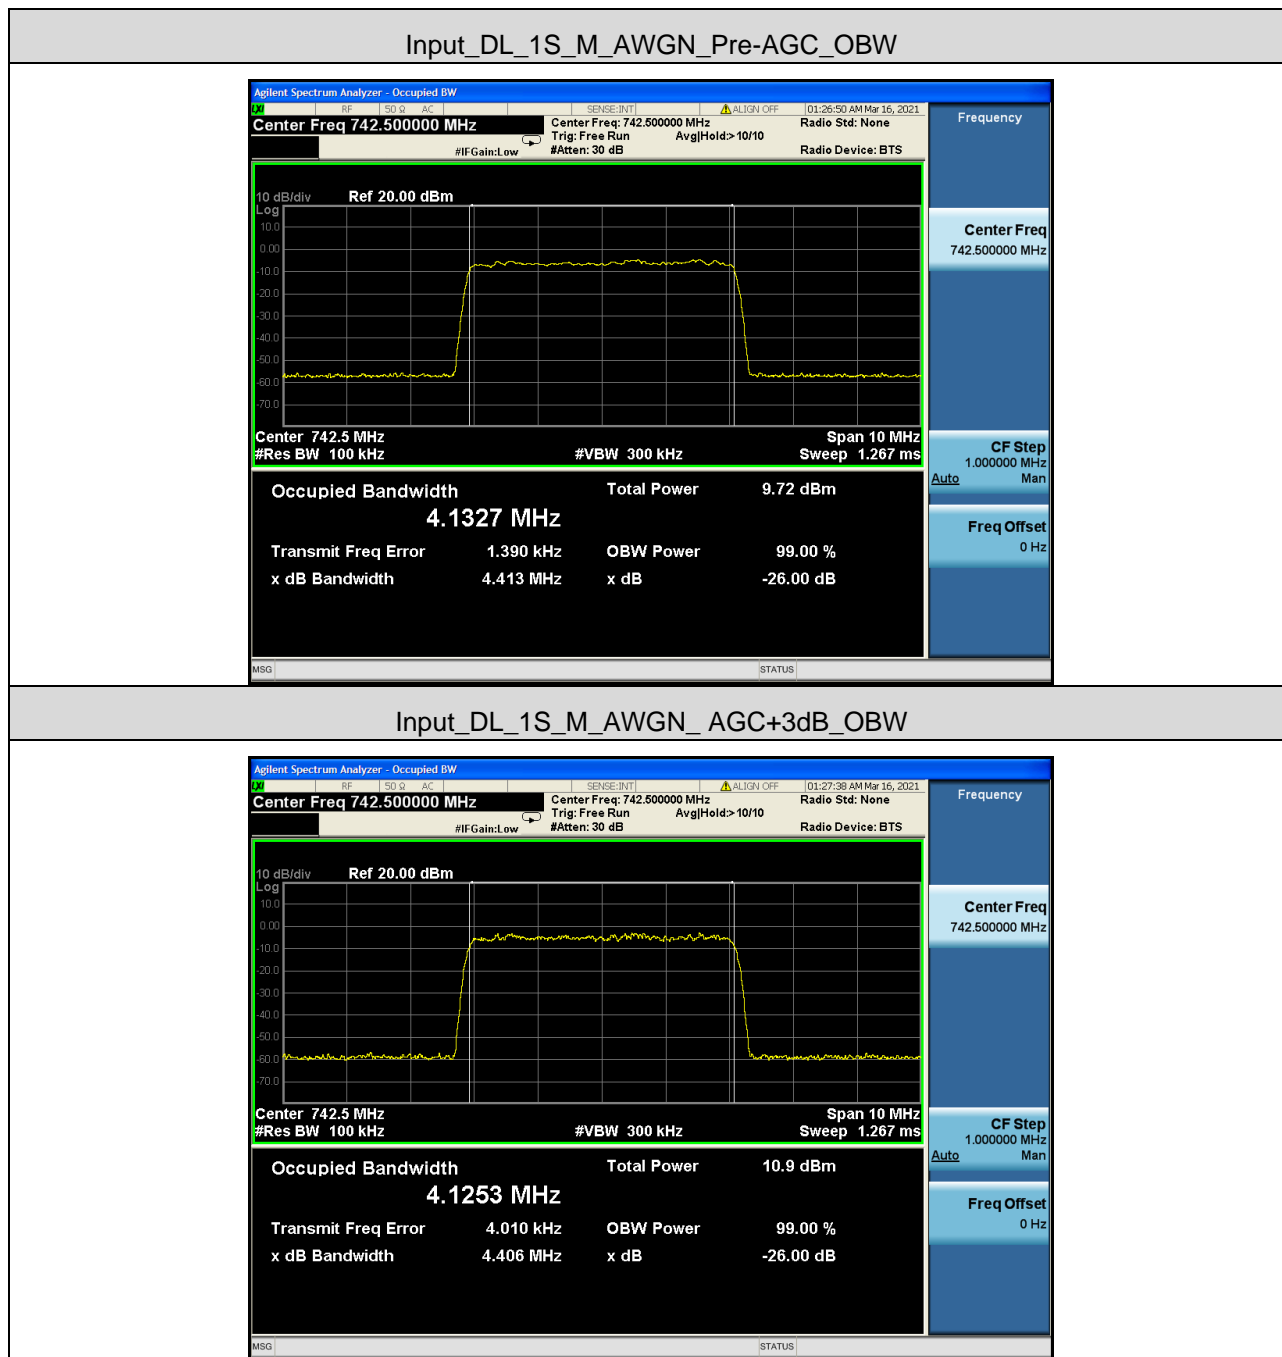 Input_DL_1S_M_AWGN_Pre-AGC_OBW
Agilent Spectrum Analyzer - Occupied BW
LXI RF 50 Ω AC SENSE:INT ALIGN OFF 01:26:50 AM Mar 16, 2021
Center Freq 742.500000 MHz Center Freq: 742.500000 MHz Radio Std: None Frequency
Trig: Free Run Avg|Hold:>10/10
#IFGain:Low #Atten: 30 dB Radio Device: BTS
10 dB/div Ref 20.00 dBm
Log
10.0
0.00
-10.0
-20.0
-30.0
-40.0
-50.0
-60.0
-70.0
Center Freq
742.500000 MHz
Center 742.5 MHz Span 10 MHz
#Res BW 100 kHz #VBW 300 kHz Sweep 1.267 ms
CF Step
1.000000 MHz
Auto Man
Occupied Bandwidth Total Power 9.72 dBm
4.1327 MHz
Freq Offset
0 Hz
Transmit Freq Error 1.390 kHz OBW Power 99.00 %
x dB Bandwidth 4.413 MHz x dB -26.00 dB
MSG STATUS
Input_DL_1S_M_AWGN_ AGC+3dB_OBW
Agilent Spectrum Analyzer - Occupied BW
LXI RF 50 Ω AC SENSE:INT ALIGN OFF 01:27:38 AM Mar 16, 2021
Center Freq 742.500000 MHz Center Freq: 742.500000 MHz Radio Std: None Frequency
Trig: Free Run Avg|Hold:>10/10
#IFGain:Low #Atten: 30 dB Radio Device: BTS
10 dB/div Ref 20.00 dBm
Log
10.0
0.00
-10.0
-20.0
-30.0
-40.0
-50.0
-60.0
-70.0
Center Freq
742.500000 MHz
Center 742.5 MHz Span 10 MHz
#Res BW 100 kHz #VBW 300 kHz Sweep 1.267 ms
CF Step
1.000000 MHz
Auto Man
Occupied Bandwidth Total Power 10.9 dBm
4.1253 MHz
Freq Offset
0 Hz
Transmit Freq Error 4.010 kHz OBW Power 99.00 %
x dB Bandwidth 4.406 MHz x dB -26.00 dB
MSG STATUS